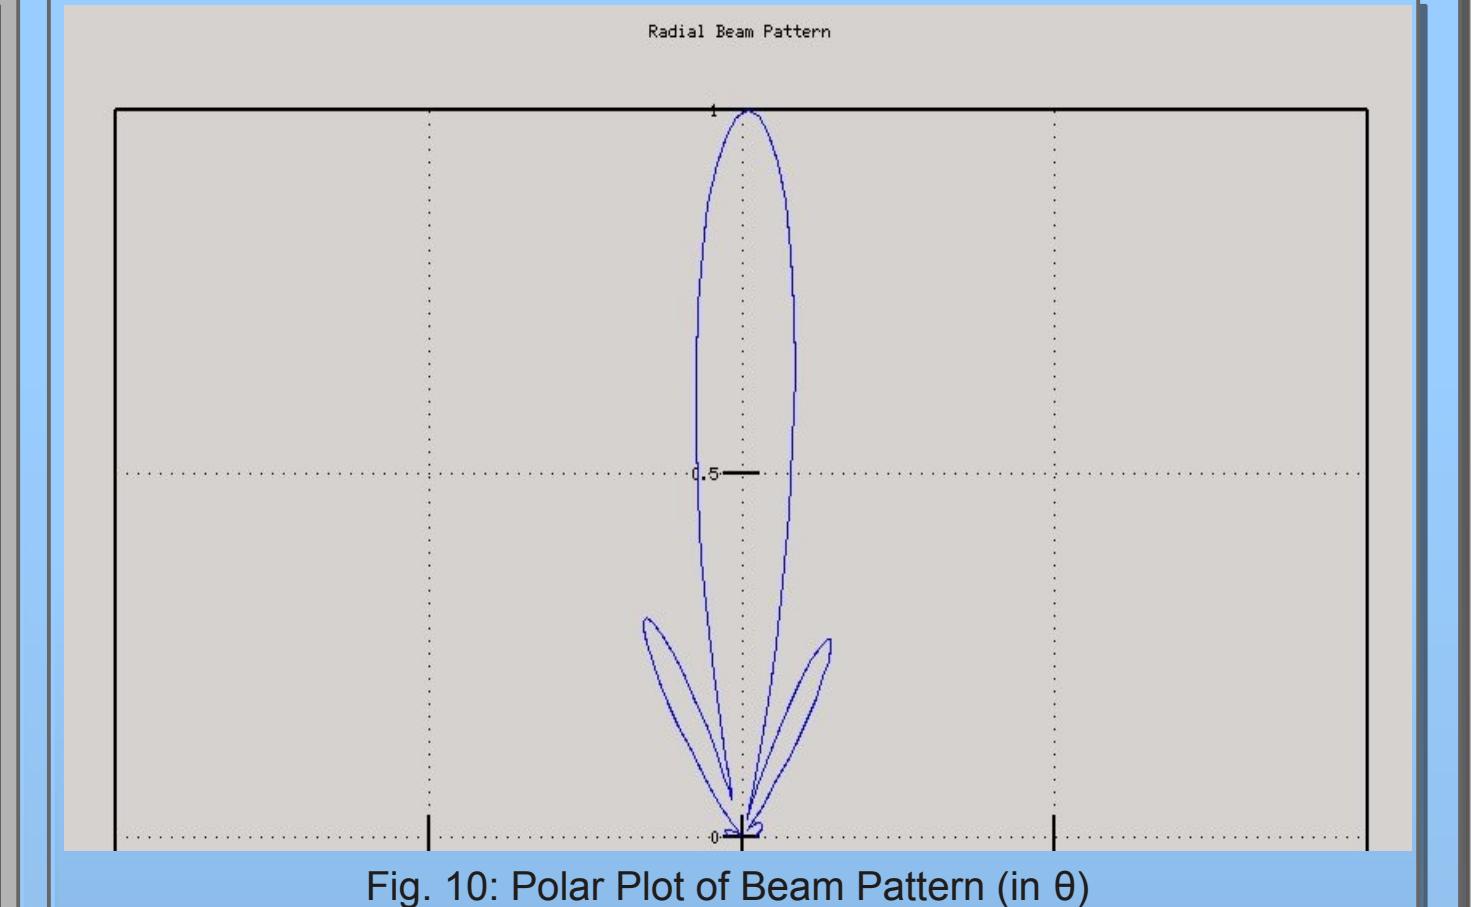 Radial Beam Pattern
1
0.5
0
Fig. 10: Polar Plot of Beam Pattern (in θ)